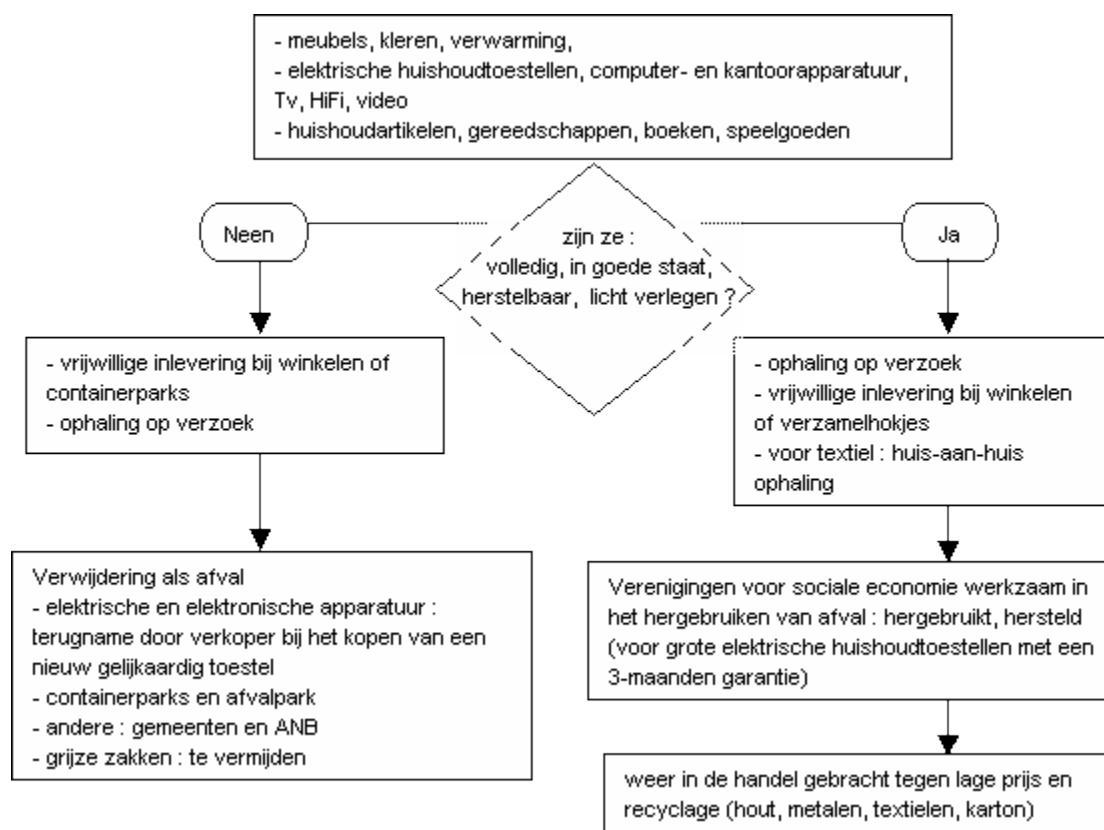 - meubels, kleren, verwarming,
- elektrische huishoudtoestellen, computer- en kantoorapparatuur,
Tv, HiFi, video
- huishoudartikelen, gereedschappen, boeken, speelgoeden
Neen
zijn ze :
volledig, in goede staat,
herstelbaar, licht verlegen ?
Ja
- vrijwillige inlevering bij winkelen of
containerparks
- ophaling op verzoek
- ophaling op verzoek
- vrijwillige inlevering bij winkelen
of verzamelhokjes
- voor textiel : huis-aan-huis
ophaling
Verwijdering als afval
- elektrische en elektronische apparatuur :
terugname door verkoper bij het kopen van een
nieuw gelijkaardig toestel
- containerparks en afvalpark
- andere : gemeenten en ANB
- grijze zakken : te vermijden
Verenigingen voor sociale economie werkzaam in
het hergebruiken van afval : hergebruikt, hersteld
(voor grote elektrische huishoudtoestellen met een
3-maanden garantie)
weer in de handel gebracht tegen lage prijs en
recyclage (hout, metalen, textielen, karton)